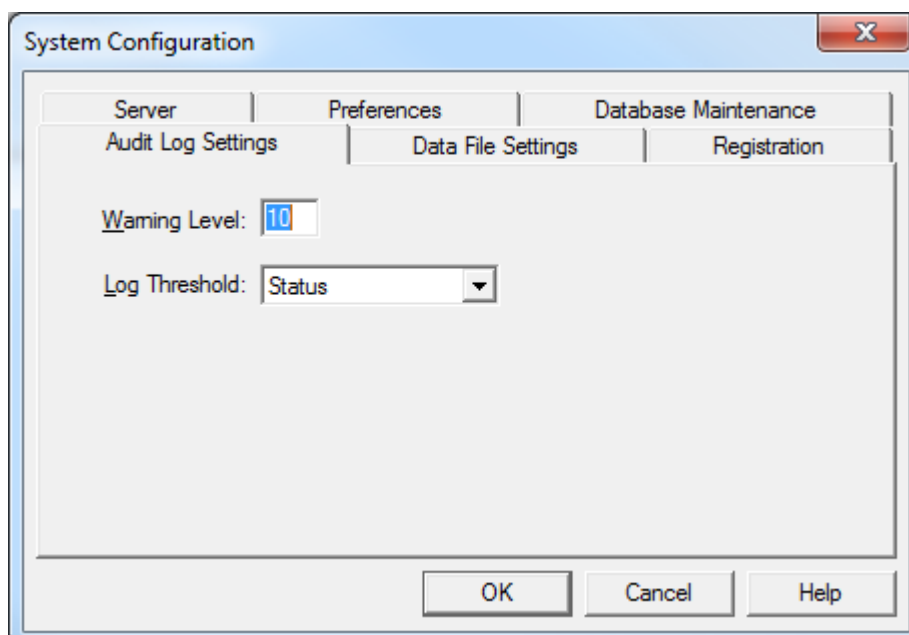 System Configuration
Server Preferences Database Maintenance
Audit Log Settings Data File Settings Registration
Warning Level: 10
Log Threshold: Status
OK Cancel Help